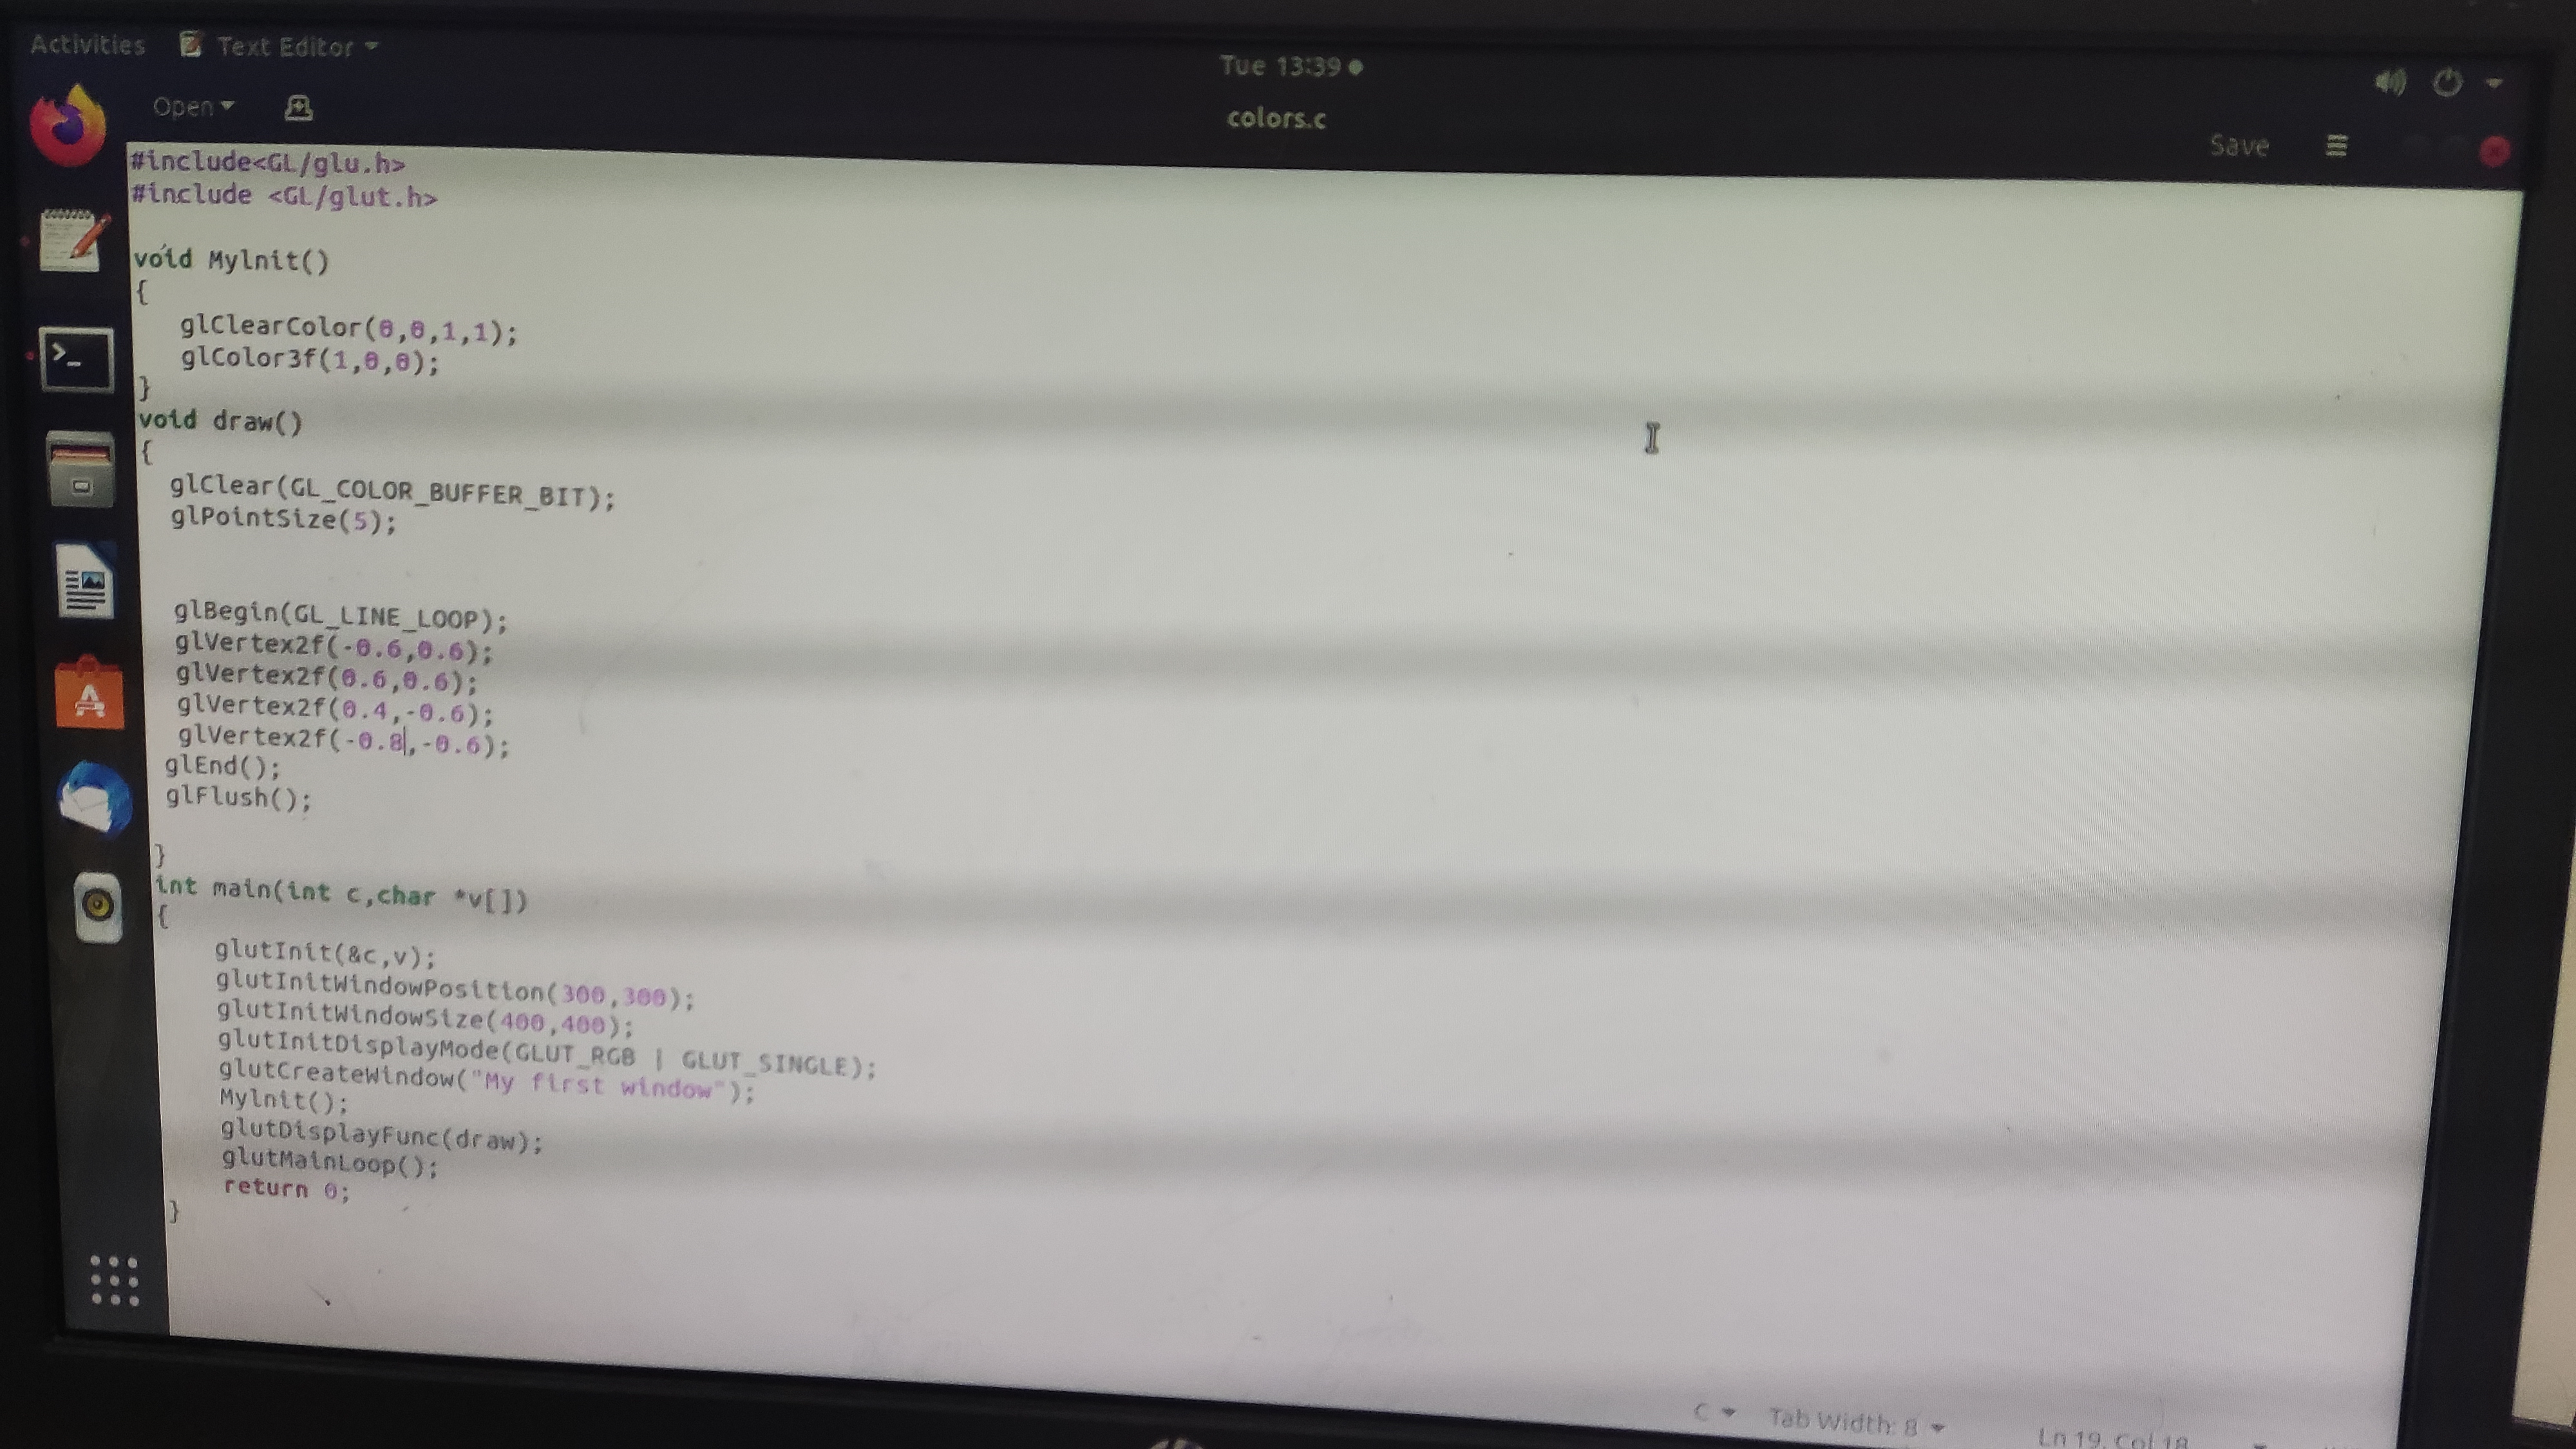 Activities Text Editor
Tue 13:39
Open
colors.c
Save
#include<GL/glu.h>
#include <GL/glut.h>
void Mylnit()
{
glClearColor(0,0,1,1);
glColor3f(1,0,0);
}
void draw()
{
glClear(GL_COLOR_BUFFER_BIT);
glPointSize(5);
glBegin(GL_LINE_LOOP);
glVertex2f(-0.6,0.6);
glVertex2f(0.6,0.6);
glVertex2f(0.4,-0.6);
glVertex2f(-0.8,-0.6);
glEnd();
glFlush();
}
int main(int c,char *v[])
{
glutInit(&c,v);
glutInitWindowPosition(300,300);
glutInitWindowSize(400,400);
glutInitDisplayMode(GLUT_RGB | GLUT_SINGLE);
glutCreateWindow("My first window");
Mylnit();
glutDisplayFunc(draw);
glutMainLoop();
return 0;
}
C Tab Width: 8 Ln 19, Col 18